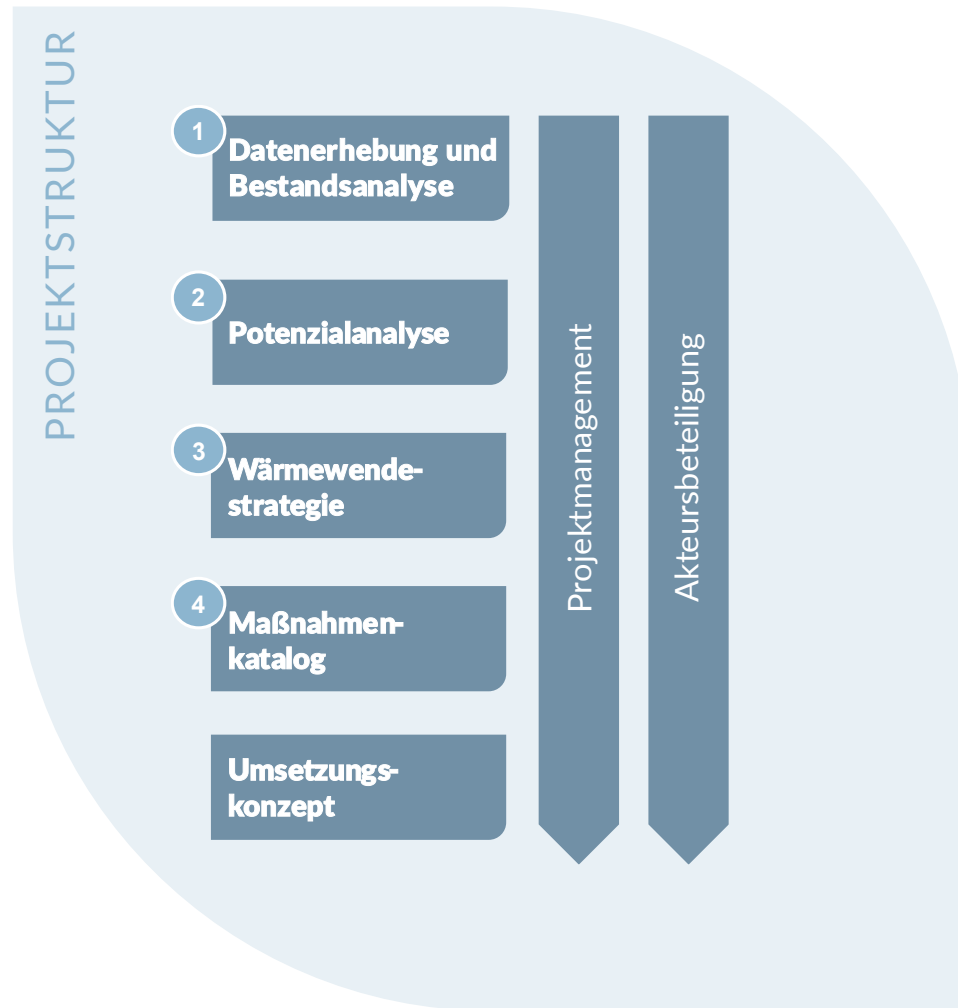 PROJEKTSTRUKTUR
1
Datenerhebung und
Bestandsanalyse
2
Potenzialanalyse
3
Wärmewende-
strategie
4
Maßnahmen-
katalog
Umsetzungs-
konzept
Projektmanagement
Akteursbeteiligung